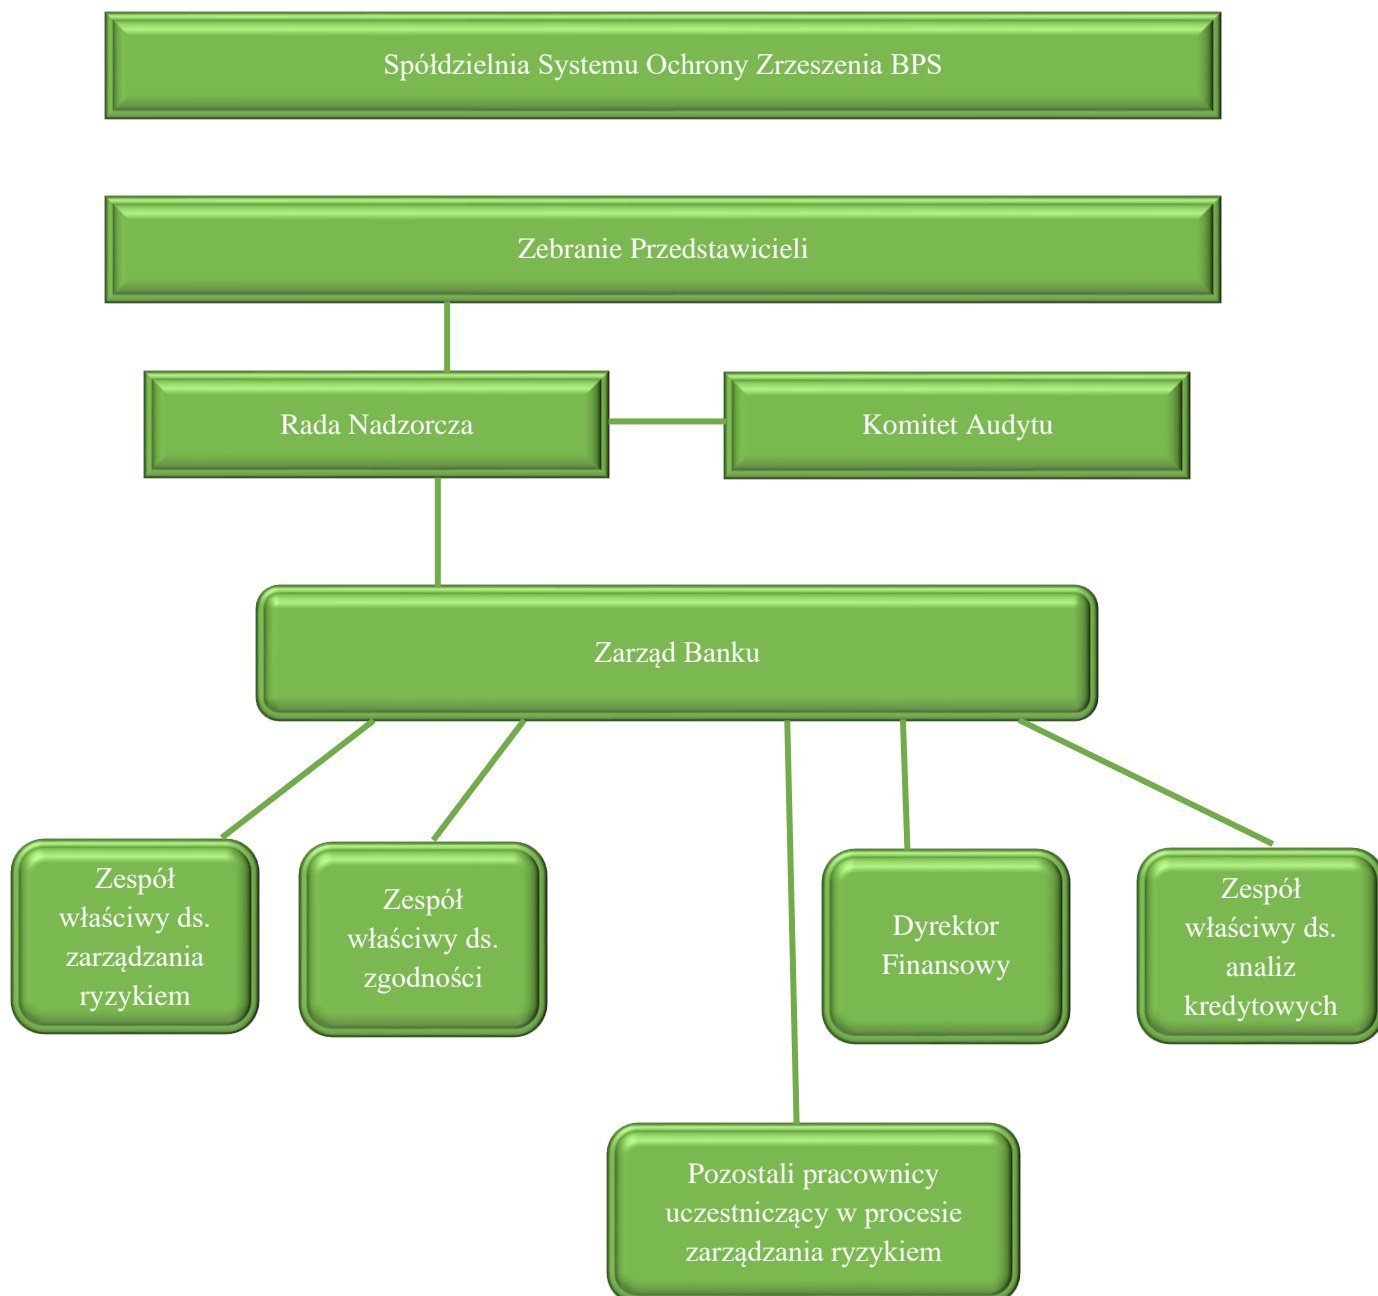 Spółdzielnia Systemu Ochrony Zrzeszenia BPS
Zebranie Przedstawicieli
Rada Nadzorcza
Komitet Audytu
Zarząd Banku
Zespół
właściwy ds.
zarządzania
ryzykiem
Zespół
właściwy ds.
zgodności
Dyrektor
Finansowy
Zespół
właściwy ds.
analiz
kredytowych
Pozostali pracownicy
uczestniczący w procesie
zarządzania ryzykiem